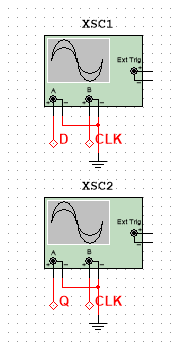 XSC1
Ext Trig
A B
D CLK
XSC2
Ext Trig
A B
Q CLK